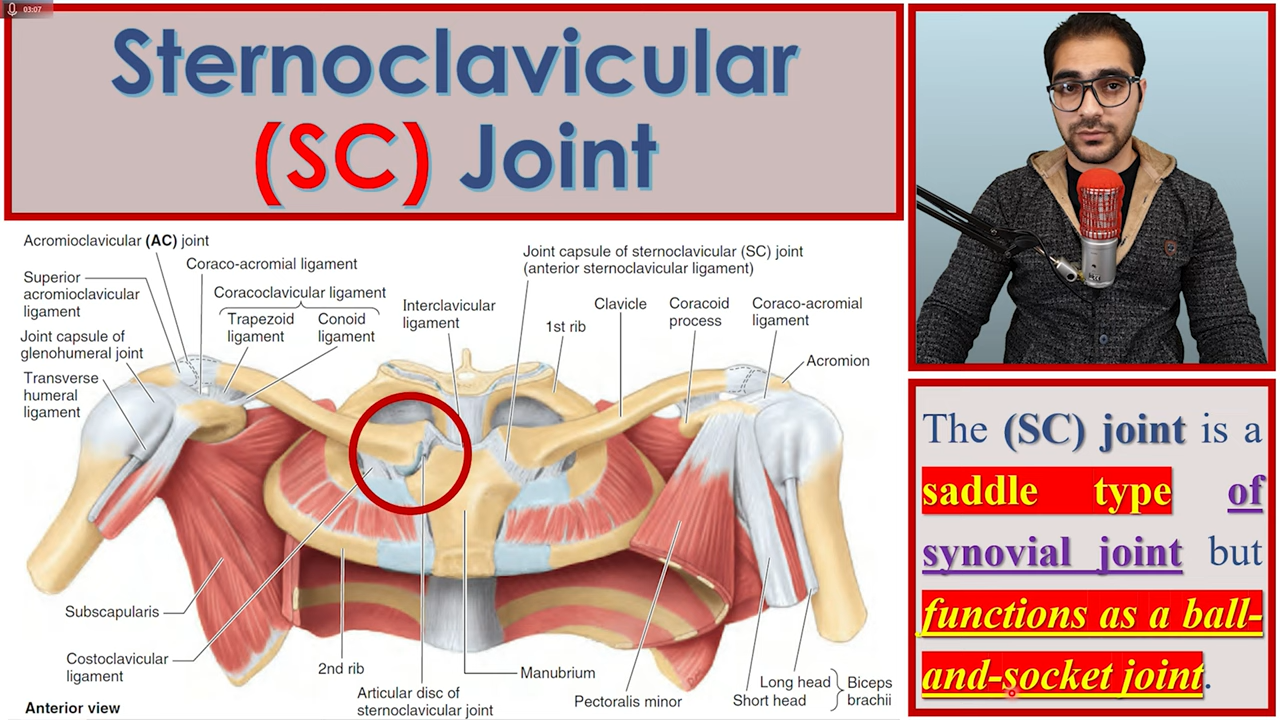 03:07
Sternoclavicular
(SC) Joint
Acromioclavicular (AC) joint
Coraco-acromial ligament
Superior
acromioclavicular
ligament
Coracoclavicular ligament
Trapezoid
ligament
Conoid
ligament
Joint capsule of
glenohumeral joint
Transverse
humeral
ligament
Interclavicular
ligament
Joint capsule of sternoclavicular (SC) joint
(anterior sternoclavicular ligament)
1st rib
Clavicle
Coracoid
process
Coraco-acromial
ligament
Acromion
Subscapularis
Costoclavicular
ligament
2nd rib
Articular disc of
sternoclavicular joint
Manubrium
Pectoralis minor
Long head
Short head
Biceps
brachii
Anterior view
The (SC) joint is a
saddle type of
synovial joint but
functions as a ball-
and-socket joint.